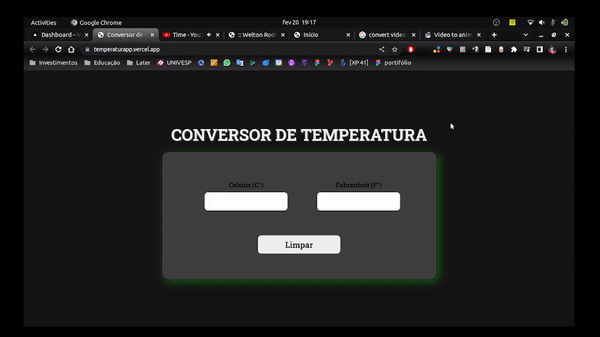 Activities
Google Chrome
fev 20 19:17
Dashboard – V
Conversor de T
Time - You
:: Welton Rod
Início
convert video
Video to anim
temperaturapp.vercel.app
Investimentos
Educação
Later
UNIVESP
[XP 41]
portifólio
CONVERSOR DE TEMPERATURA
Celsius (C°)
Fahrenheit (F°)
Limpar